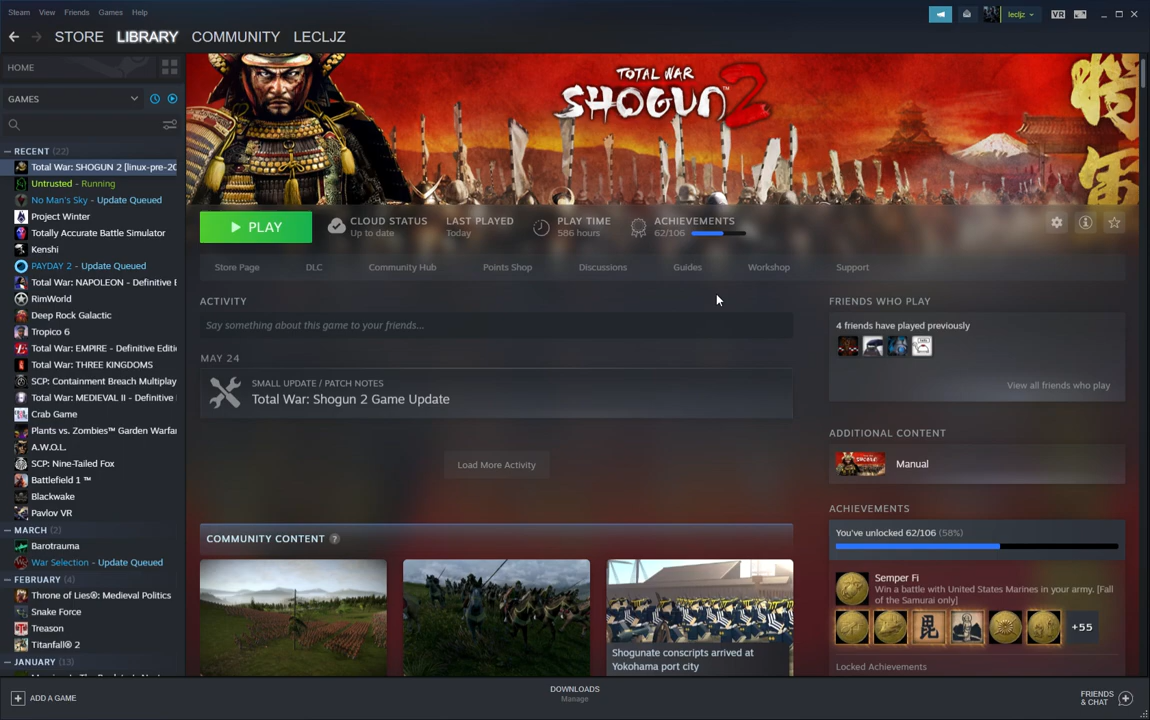 Steam View Friends Games Help
lecljz
VR
STORE LIBRARY COMMUNITY LECLJZ
HOME
GAMES
RECENT (22)
Total War: SHOGUN 2 [linux-pre-20
Untrusted - Running
No Man's Sky - Update Queued
Project Winter
Totally Accurate Battle Simulator
Kenshi
PAYDAY 2 - Update Queued
Total War: NAPOLEON - Definitive E
RimWorld
Deep Rock Galactic
Tropico 6
Total War: EMPIRE - Definitive Editi
Total War: THREE KINGDOMS
SCP: Containment Breach Multiplay
Total War: MEDIEVAL II - Definitive
Crab Game
Plants vs. Zombies™ Garden Warfar
A.W.O.L.
SCP: Nine-Tailed Fox
Battlefield 1 ™
Blackwake
Pavlov VR
MARCH (2)
Barotrauma
War Selection - Update Queued
FEBRUARY (4)
Throne of Lies®: Medieval Politics
Snake Force
Treason
Titanfall® 2
JANUARY (13)
ADD A GAME
TOTAL WAR
SHOGUN™ 2
将軍
PLAY
CLOUD STATUS
Up to date
LAST PLAYED
Today
PLAY TIME
586 hours
ACHIEVEMENTS
62/106
Store Page DLC Community Hub Points Shop Discussions Guides Workshop Support
ACTIVITY
Say something about this game to your friends...
MAY 24
SMALL UPDATE / PATCH NOTES
Total War: Shogun 2 Game Update
Load More Activity
COMMUNITY CONTENT ?
Shogunate conscripts arrived at
Yokohama port city
FRIENDS WHO PLAY
4 friends have played previously
View all friends who play
ADDITIONAL CONTENT
Manual
ACHIEVEMENTS
You've unlocked 62/106 (58%)
Semper Fi
Win a battle with United States Marines in your army. [Fall
of the Samurai only]
+55
Locked Achievements
DOWNLOADS
Manage
FRIENDS
& CHAT